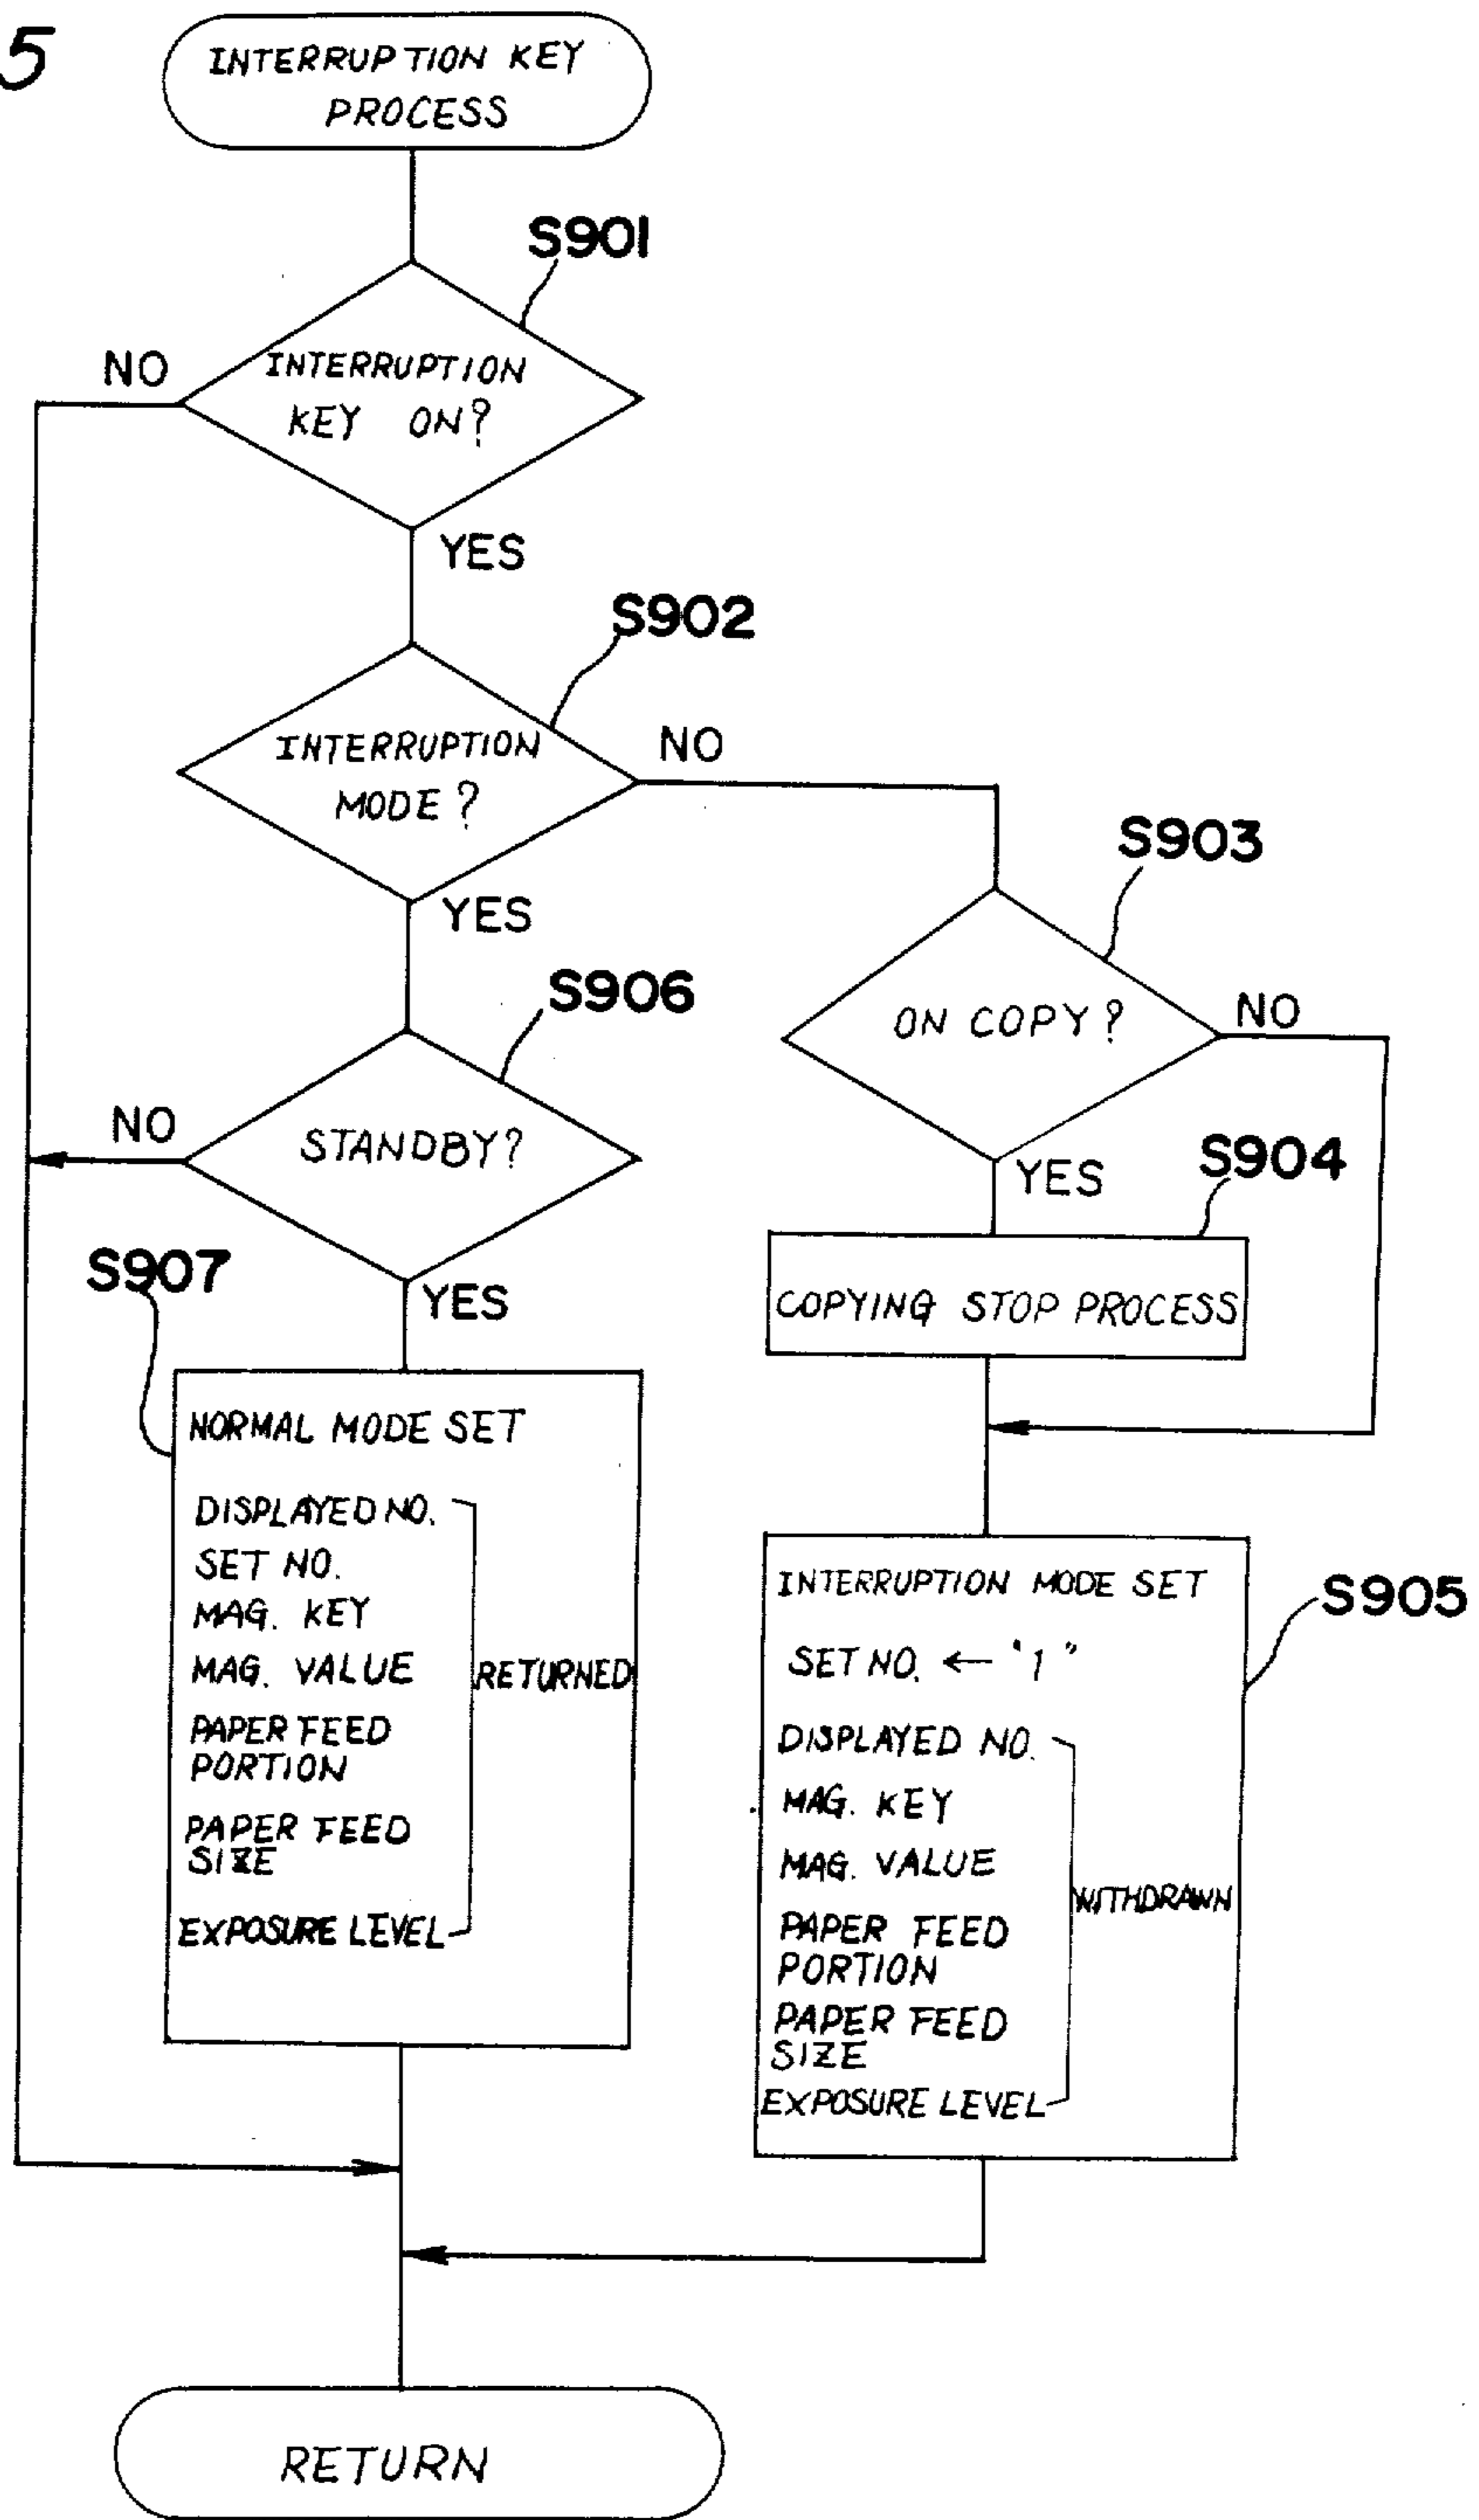 5
INTERRUPTION KEY
PROCESS
S901
NO
INTERRUPTION
KEY ON?
YES
S902
INTERRUPTION
MODE?
NO
YES
S903
S906
ON COPY?
NO
NO
STANDBY?
YES
S904
S907
YES
COPYING STOP PROCESS
NORMAL MODE SET
DISPLAYED NO.
SET NO.
MAG. KEY
MAG. VALUE
RETURNED
PAPER FEED
PORTION
PAPER FEED
SIZE
EXPOSURE LEVEL
INTERRUPTION MODE SET
S905
SET NO. ← "1"
DISPLAYED NO.
MAG. KEY
MAG. VALUE
WITHDRAWN
PAPER FEED
PORTION
PAPER FEED
SIZE
EXPOSURE LEVEL
RETURN